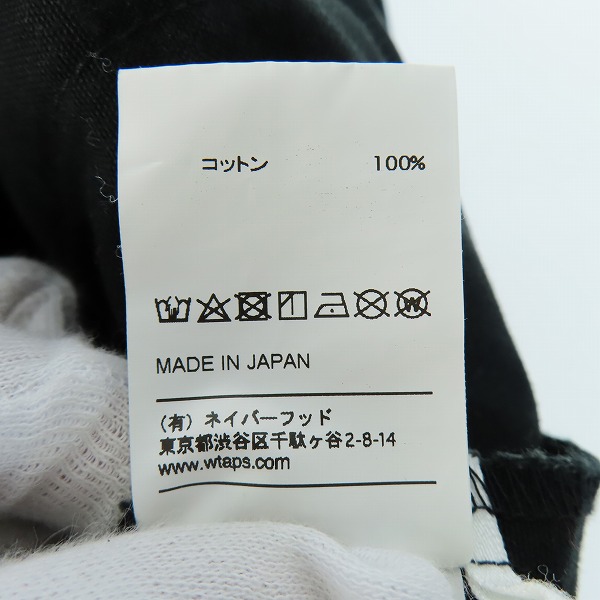 コットン 100%
MADE IN JAPAN
(有) ネイバーフッド
東京都渋谷区千駄ヶ谷2-8-14
www.wtaps.com